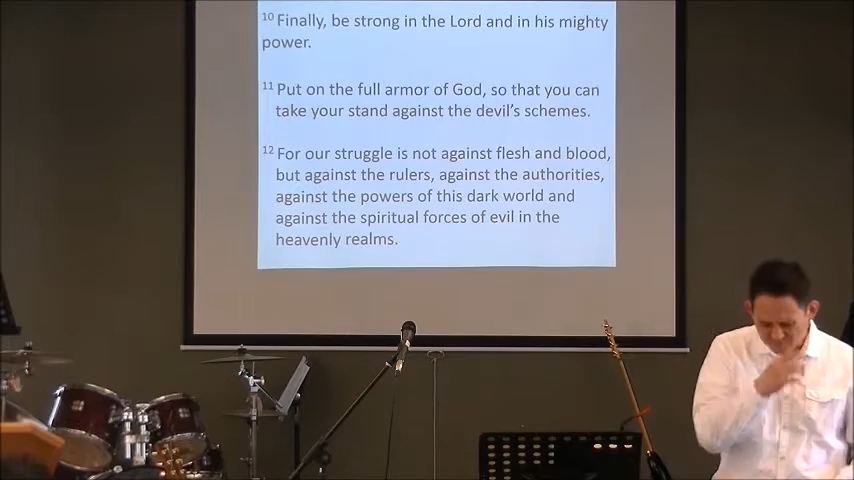 10 Finally, be strong in the Lord and in his mighty
power.
11 Put on the full armor of God, so that you can
take your stand against the devil's schemes.
12 For our struggle is not against flesh and blood,
but against the rulers, against the authorities,
against the powers of this dark world and
against the spiritual forces of evil in the
heavenly realms.